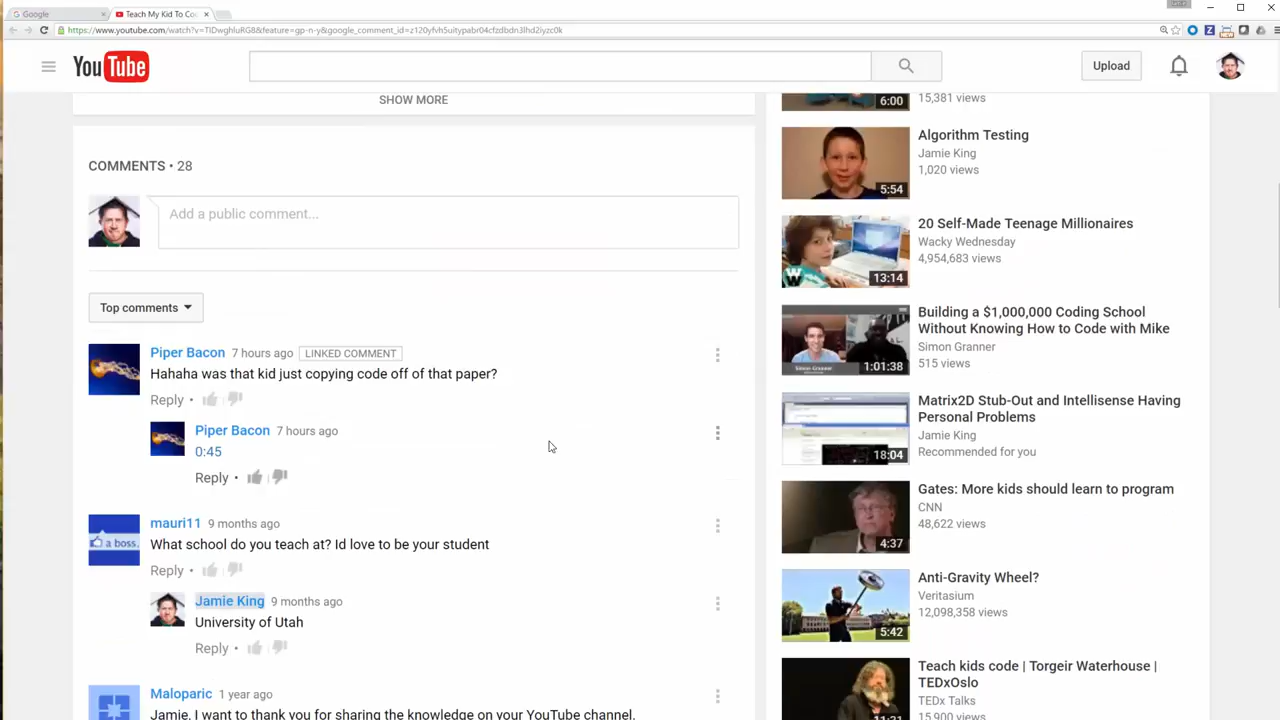 Google
Teach My Kid To Co
https://www.youtube.com/watch?v=TIDwghluRG8&feature=gp-n-y&google_comment_id=z120yfvh5uitypabr04cfzd0sth3lhd2iyzc0k
YouTube
Upload
SHOW MORE
COMMENTS • 28
Add a public comment...
Top comments
Piper Bacon 7 hours ago LINKED COMMENT
Haha was that kid just copying code off of that paper?
Reply •
Piper Bacon 7 hours ago
0:45
Reply •
mauri11 9 months ago
What school do you teach at? Id love to be your student
Reply •
a boss.
Jamie King 9 months ago
University of Utah
Reply •
Maloparic 1 year ago
Jamie, I want to thank you for sharing the knowledge on your YouTube channel.
6:00
15,381 views
Algorithm Testing
Jamie King
1,020 views
5:54
20 Self-Made Teenage Millionaires
Wacky Wednesday
4,954,683 views
W
13:14
Building a $1,000,000 Coding School
Without Knowing How to Code with Mike
Simon Granner
515 views
1:01:38
Matrix2D Stub-Out and Intellisense Having
Personal Problems
Jamie King
Recommended for you
18:04
Gates: More kids should learn to program
CNN
48,622 views
4:37
Anti-Gravity Wheel?
Veritasium
12,098,358 views
5:42
Teach kids code | Torgeir Waterhouse |
TEDxOslo
TEDx Talks
15,900 views
11:21